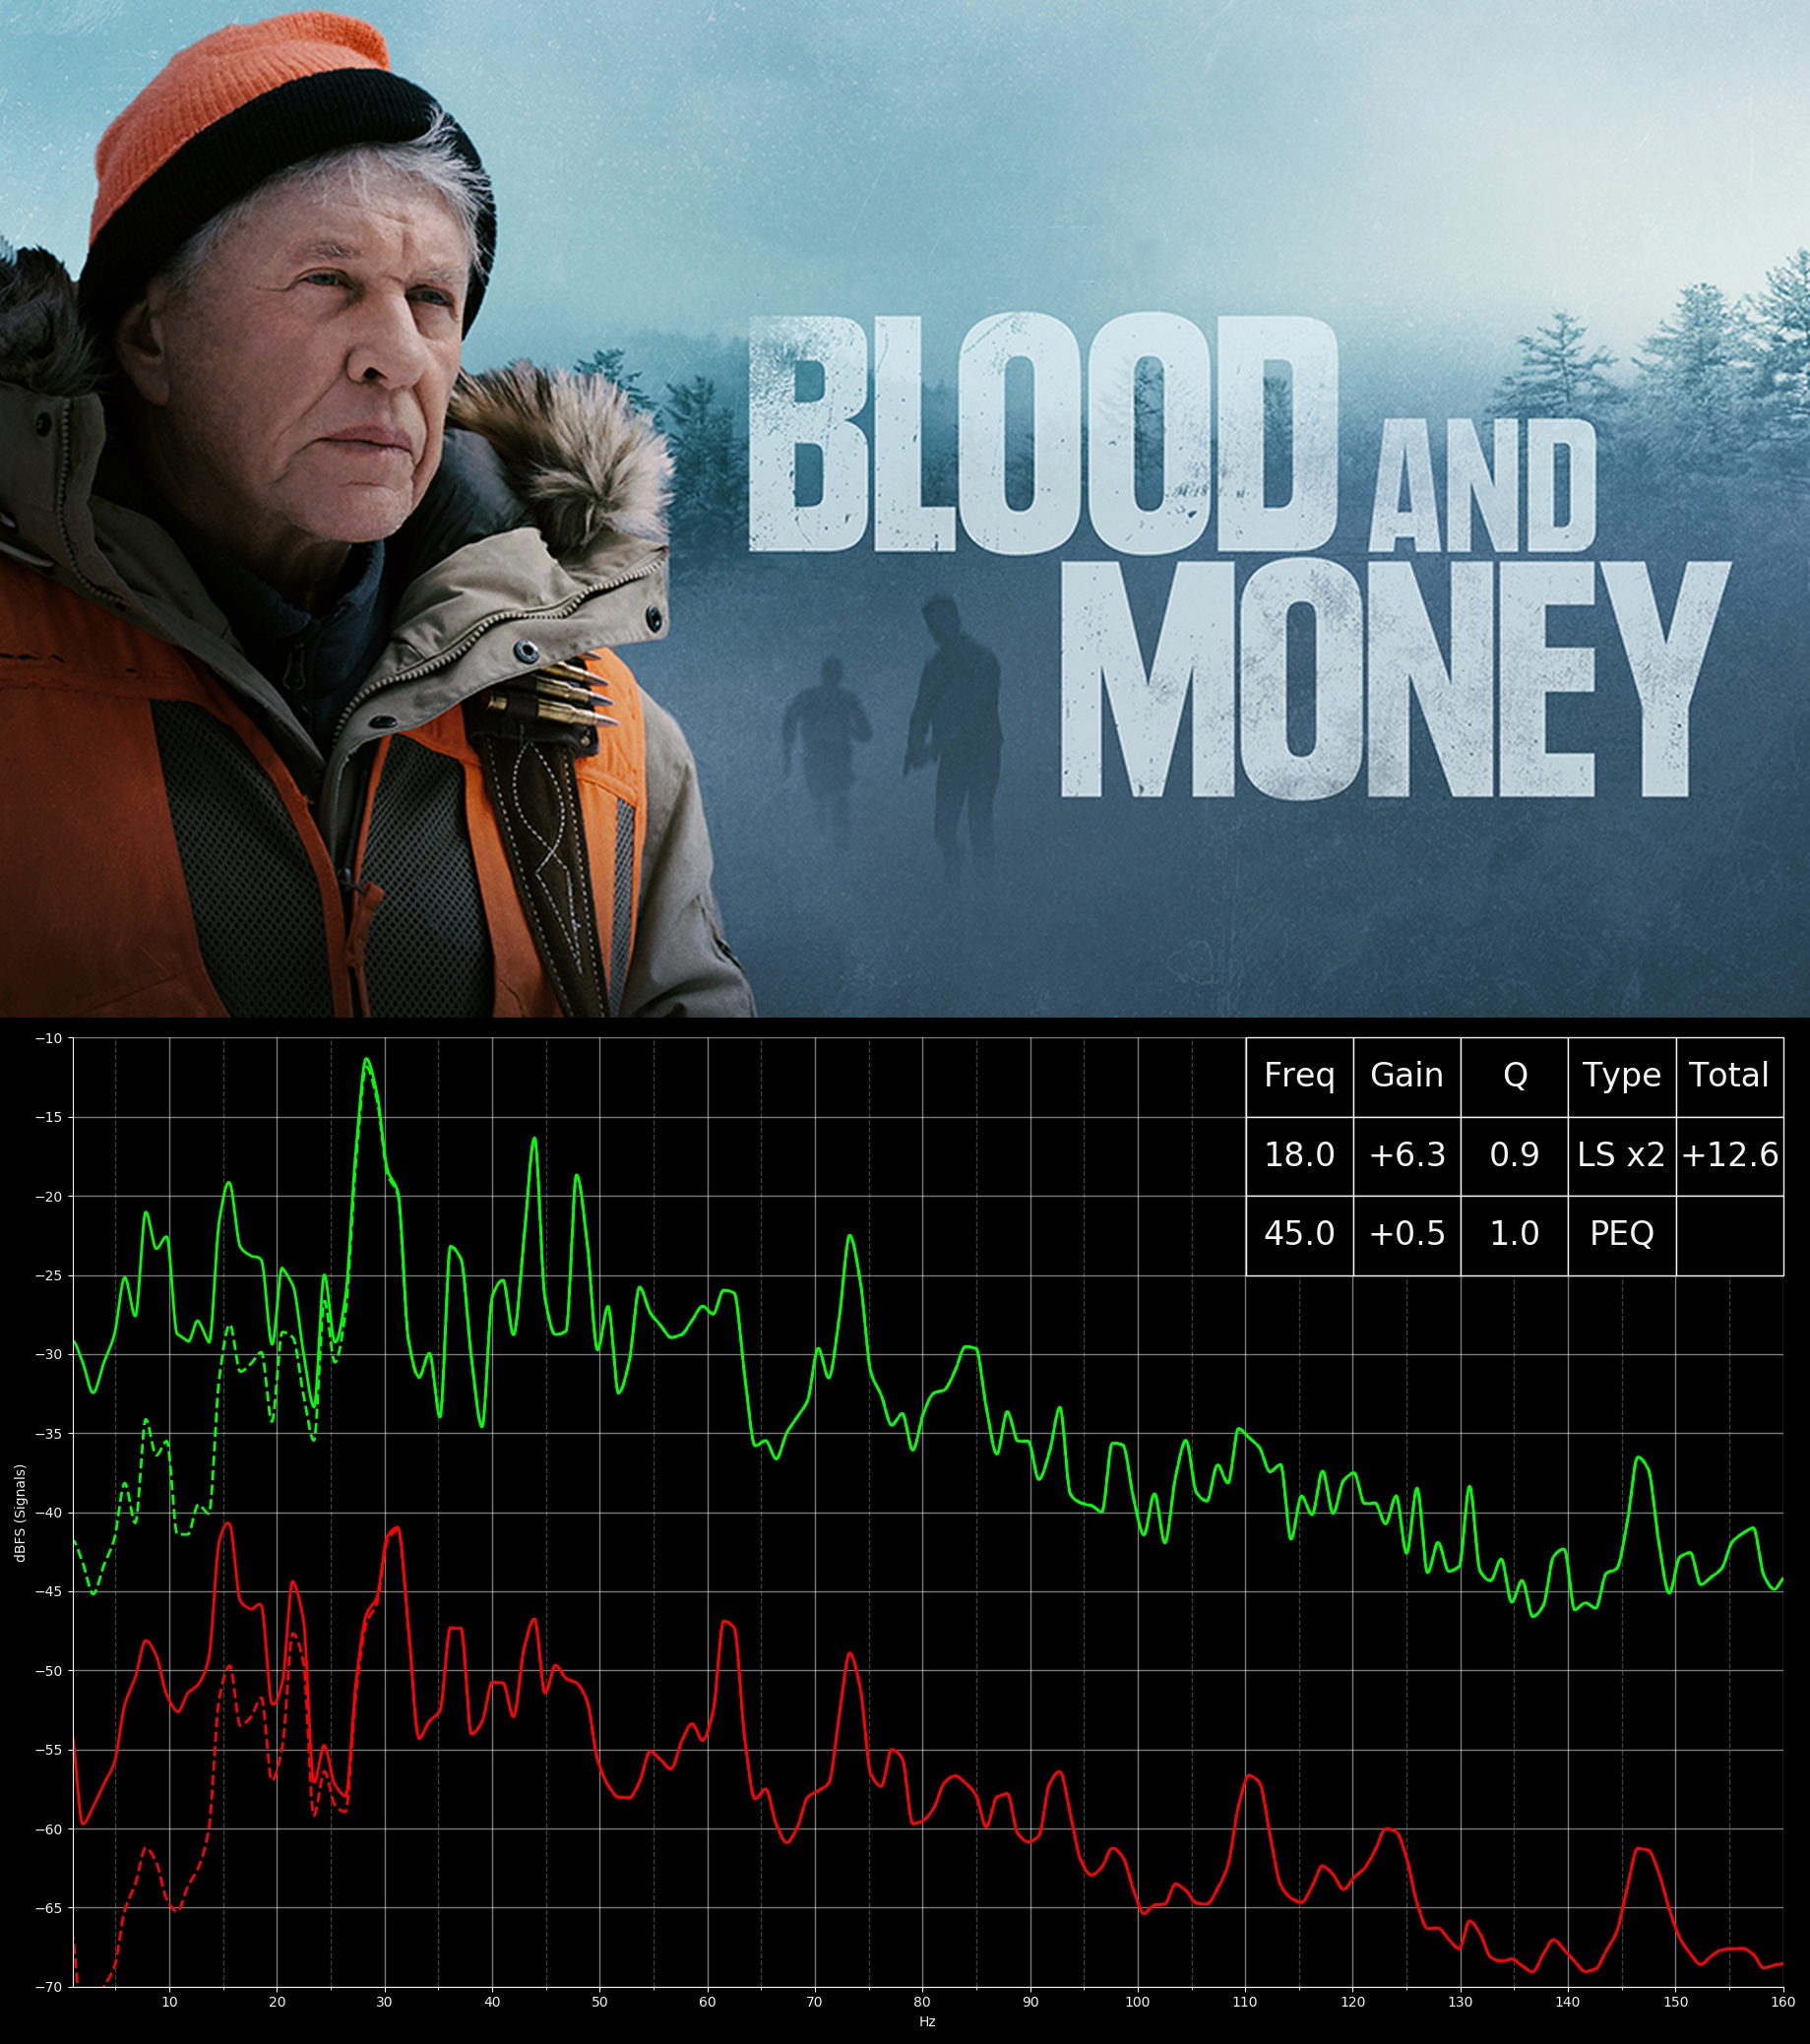 BLOOD AND
MONEY
Freq Gain Q Type Total
18.0 +6.3 0.9 LS x2 +12.6
45.0 +0.5 1.0 PEQ
−10
−15
−20
−25
−30
−35
−40
−45
−50
−55
−60
−65
−70
dBFS (Signals)
10 20 30 40 50 60 70 80 90 100 110 120 130 140 150 160
Hz